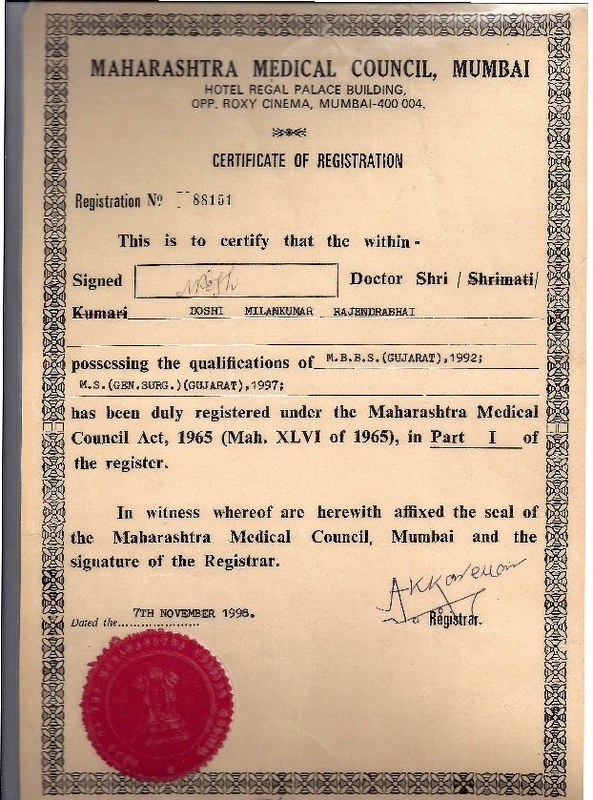 MAHARASHTRA MEDICAL COUNCIL, MUMBAI
HOTEL REGAL PALACE BUILDING,
OPP. ROXY CINEMA, MUMBAI-400 004.
CERTIFICATE OF REGISTRATION
Registration Nº 88151
This is to certify that the within-
Signed Doctor Shri / Shrimati/
Kumari DOSHI MILANKUMAR RAJENDRABHAI
possessing the qualifications of M.B.B.S.(GUJARAT),1992;
M.S.(GEN.SURG.)(GUJARAT),1997;
has been duly registered under the Maharashtra Medical
Council Act, 1965 (Mah. XLVI of 1965), in Part I of
the register.
In witness whereof are herewith affixed the seal of
the Maharashtra Medical Council, Mumbai and the
signature of the Registrar.
7TH NOVEMBER 1998.
Dated the....................
Registrar.